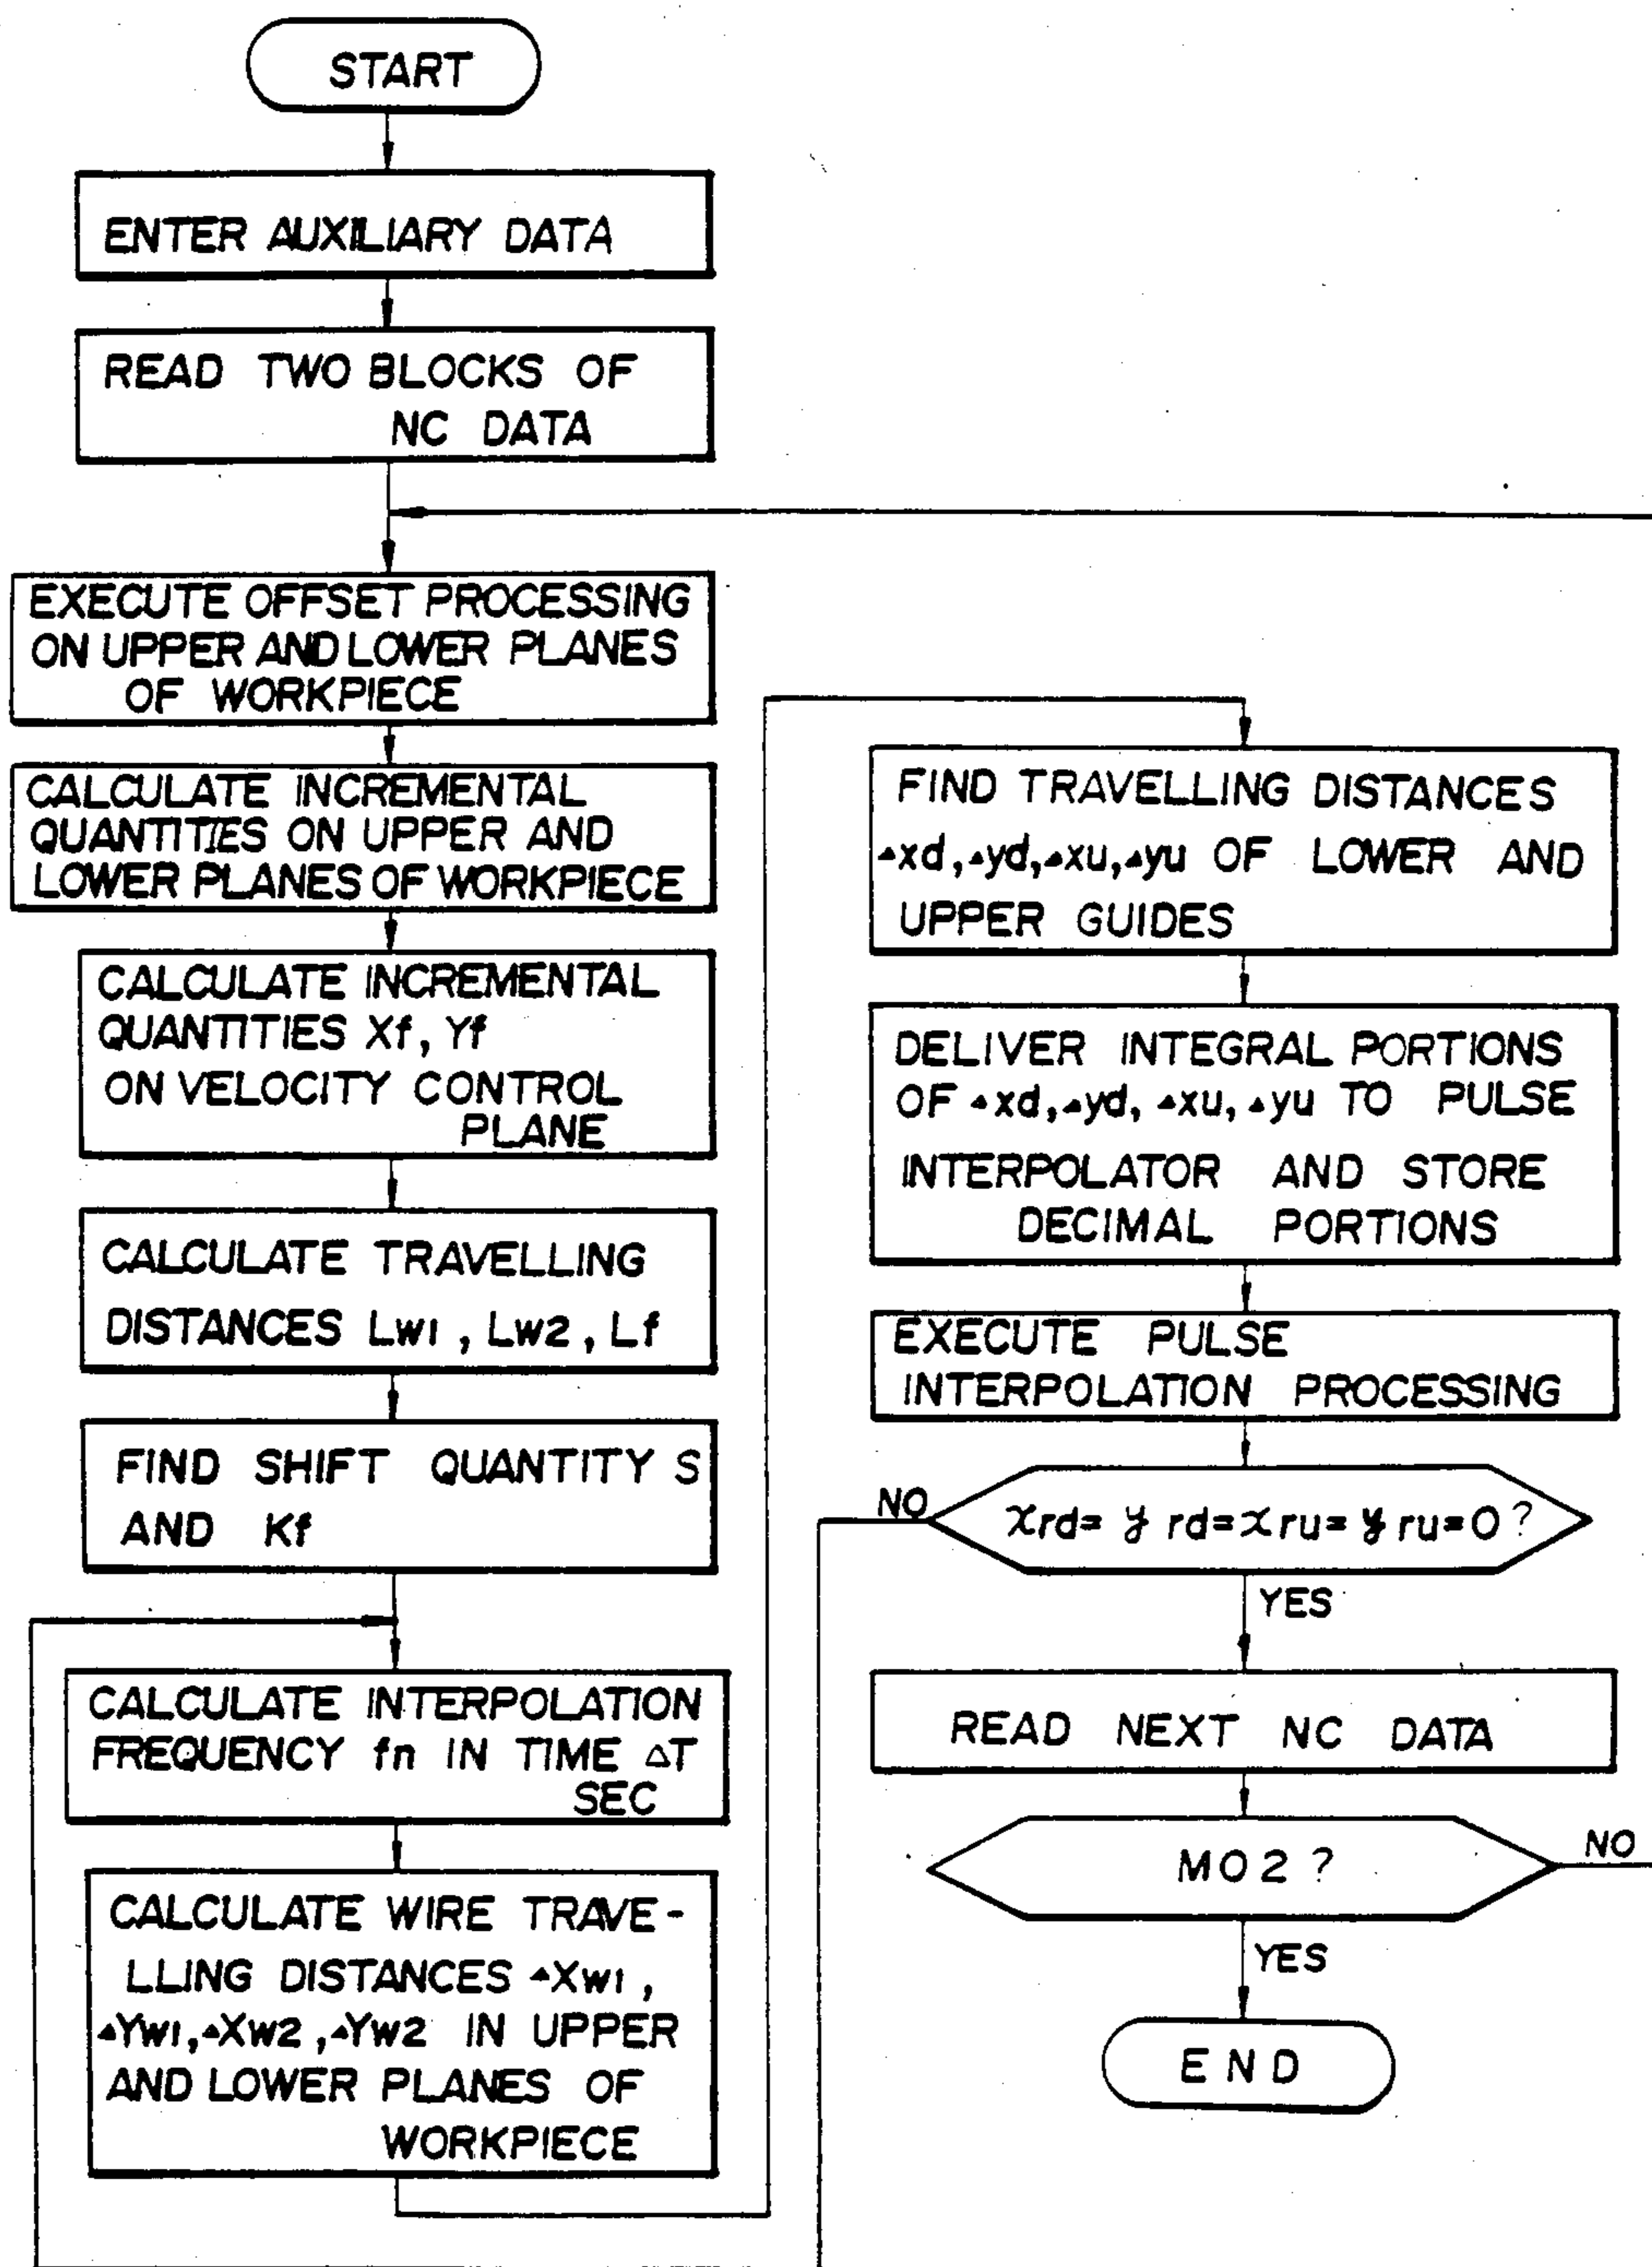 START
ENTER AUXILIARY DATA
READ TWO BLOCKS OF
NC DATA
EXECUTE OFFSET PROCESSING
ON UPPER AND LOWER PLANES
OF WORKPIECE
CALCULATE INCREMENTAL
QUANTITIES ON UPPER AND
LOWER PLANES OF WORKPIECE
CALCULATE INCREMENTAL
QUANTITIES Xf, Yf
ON VELOCITY CONTROL
PLANE
CALCULATE TRAVELLING
DISTANCES Lw1, Lw2, Lf
FIND SHIFT QUANTITY S
AND Kf
CALCULATE INTERPOLATION
FREQUENCY fn IN TIME ΔT
SEC
CALCULATE WIRE TRAVE-
LLING DISTANCES ΔXw1,
ΔYw1, ΔXw2, ΔYw2 IN UPPER
AND LOWER PLANES OF
WORKPIECE
FIND TRAVELLING DISTANCES
Δxd, Δyd, Δxu, Δyu OF LOWER AND
UPPER GUIDES
DELIVER INTEGRAL PORTIONS
OF Δxd, Δyd, Δxu, Δyu TO PULSE
INTERPOLATOR AND STORE
DECIMAL PORTIONS
EXECUTE PULSE
INTERPOLATION PROCESSING
NO
xrd= y rd= x ru= y ru=0?
YES
READ NEXT NC DATA
M02?
NO
YES
END